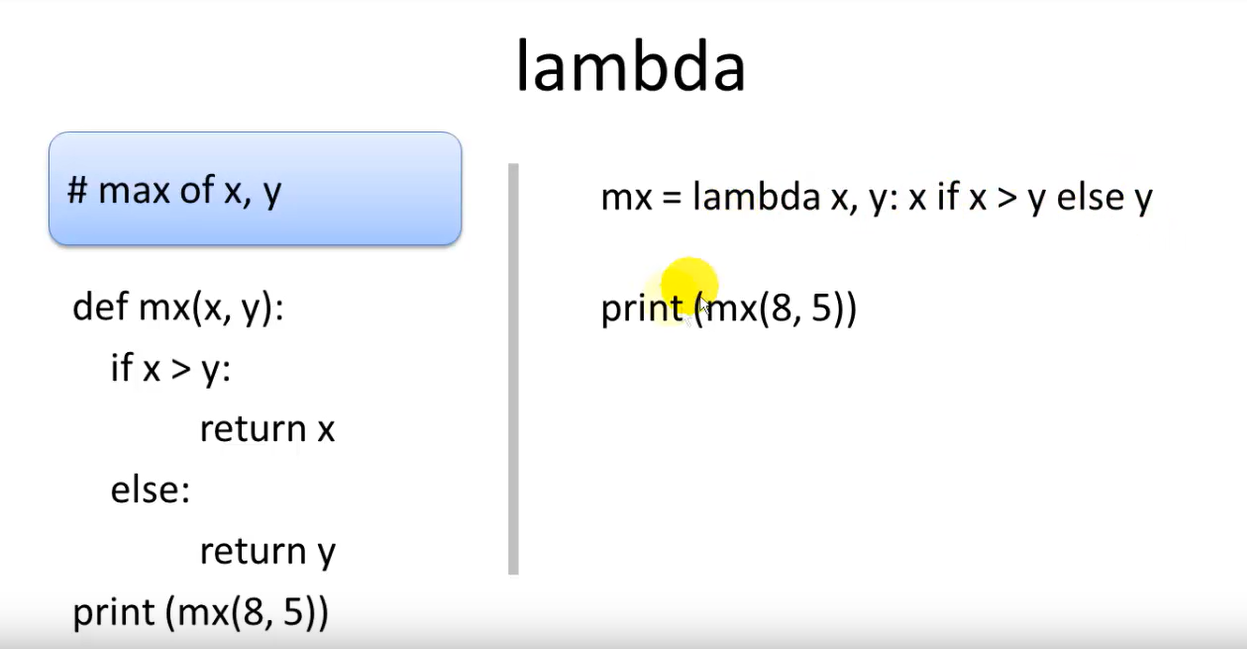 lambda
# max of x, y
def mx(x, y):
if x > y:
return x
else:
return y
print (mx(8, 5))
mx = lambda x, y: x if x > y else y
print (mx(8, 5))